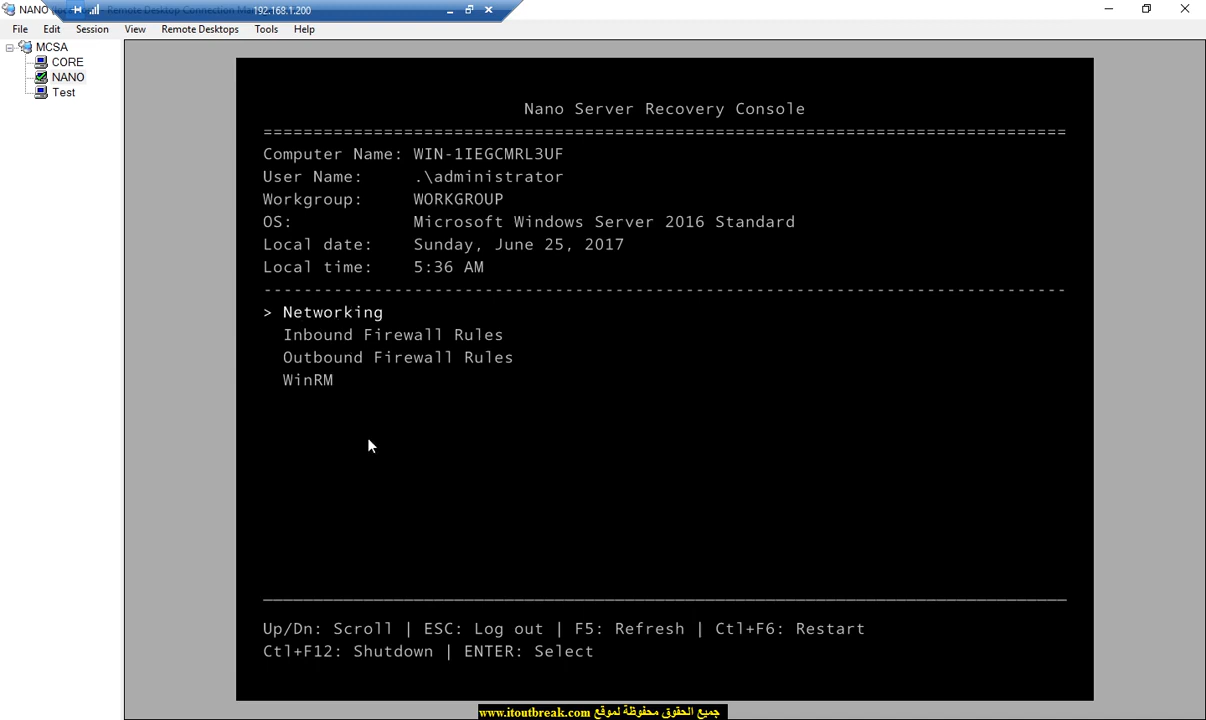 NANO
Remote Desktop Connection Ma
192.168.1.200
File Edit Session View Remote Desktops Tools Help
MCSA
CORE
NANO
Test
Nano Server Recovery Console
================================================================================
Computer Name: WIN-1IEGCMRL3UF
User Name: .\administrator
Workgroup: WORKGROUP
OS: Microsoft Windows Server 2016 Standard
Local date: Sunday, June 25, 2017
Local time: 5:36 AM
--------------------------------------------------------------------------------
> Networking
Inbound Firewall Rules
Outbound Firewall Rules
WinRM
Up/Dn: Scroll | ESC: Log out | F5: Refresh | Ctl+F6: Restart
Ctl+F12: Shutdown | ENTER: Select
جميع الحقوق محفوظة لموقع www.itoutbreak.com